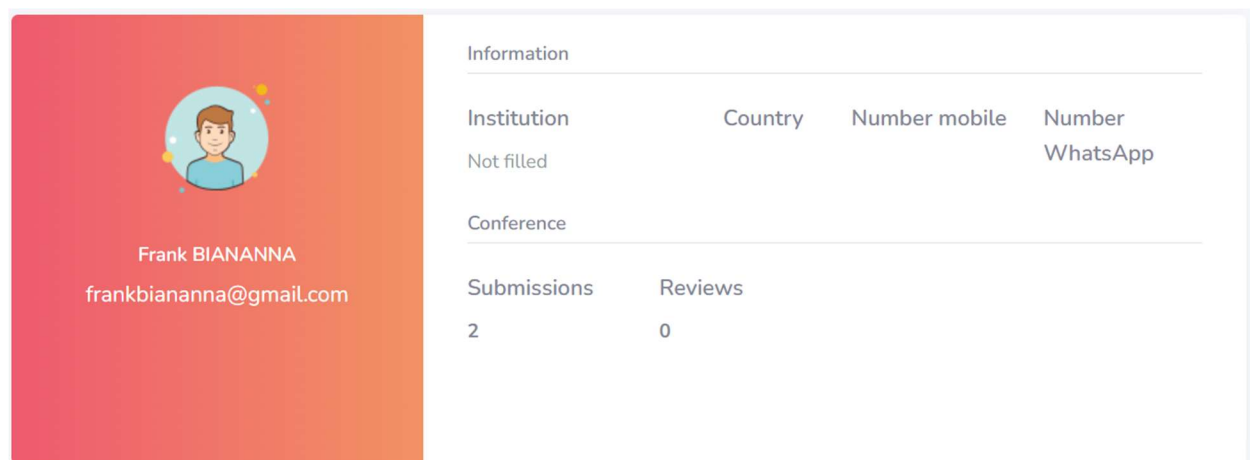 Frank BIANANNA
frankbiananna@gmail.com
Information
Institution
Not filled
Country
Number mobile
Number
WhatsApp
Conference
Submissions
2
Reviews
0